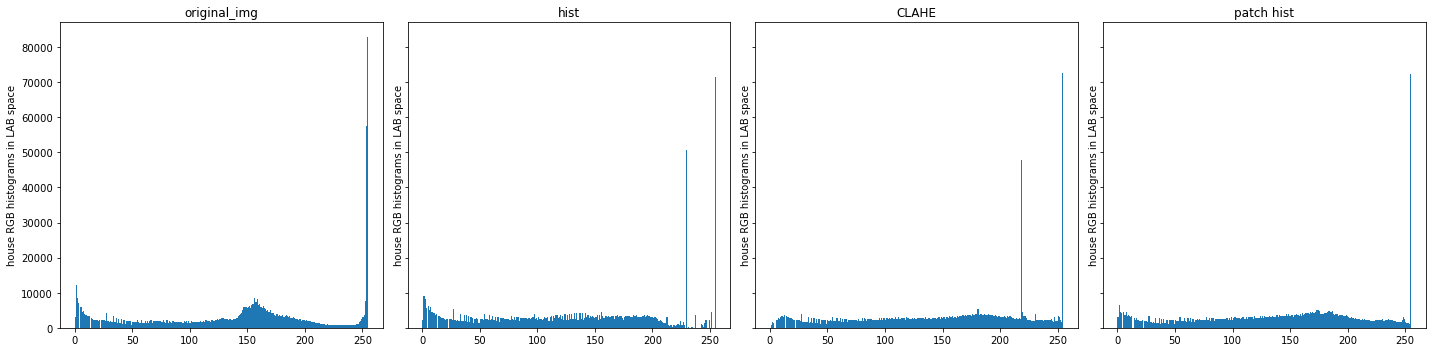 original_img
hist
CLAHE
patch hist
house RGB histograms in LAB space
house RGB histograms in LAB space
house RGB histograms in LAB space
house RGB histograms in LAB space
80000
70000
60000
50000
40000
30000
20000
10000
0
0 50 100 150 200 250
0 50 100 150 200 250
0 50 100 150 200 250
0 50 100 150 200 250